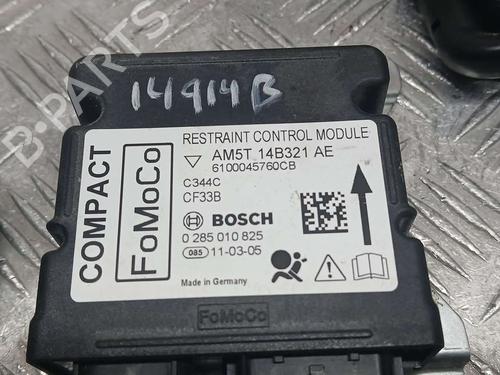 14914B
RESTRAINT CONTROL MODULE
AM5T 14B321 AE
6100045760CB
C344C
CF33B
BOSCH
0 285 010 825
085 11-03-05
Made in Germany
COMPACT
FoMoCo
FoMoCo
B-PARTS